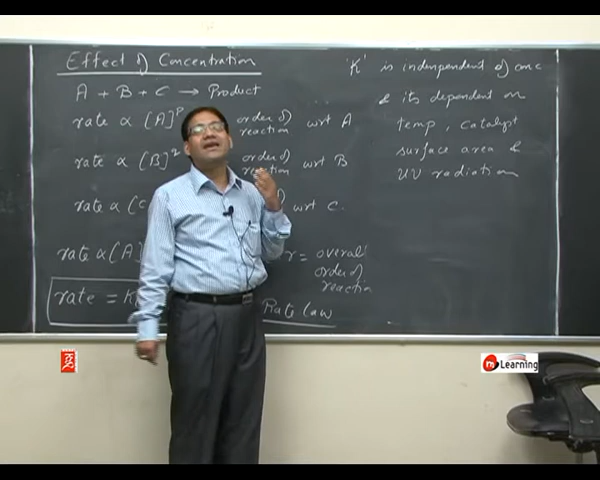 Effect of Concentration
A + B + C → Product
rate ∝ [A]^p order of reaction wrt A
rate ∝ [B]^q order of reaction wrt B
rate ∝ [C wrt C
rate ∝ [A] r = overall order of reaction
rate = K
Rate law
'K' is independent of conc
& its dependent on
temp, catalyst
surface area &
UV radiation
Learning